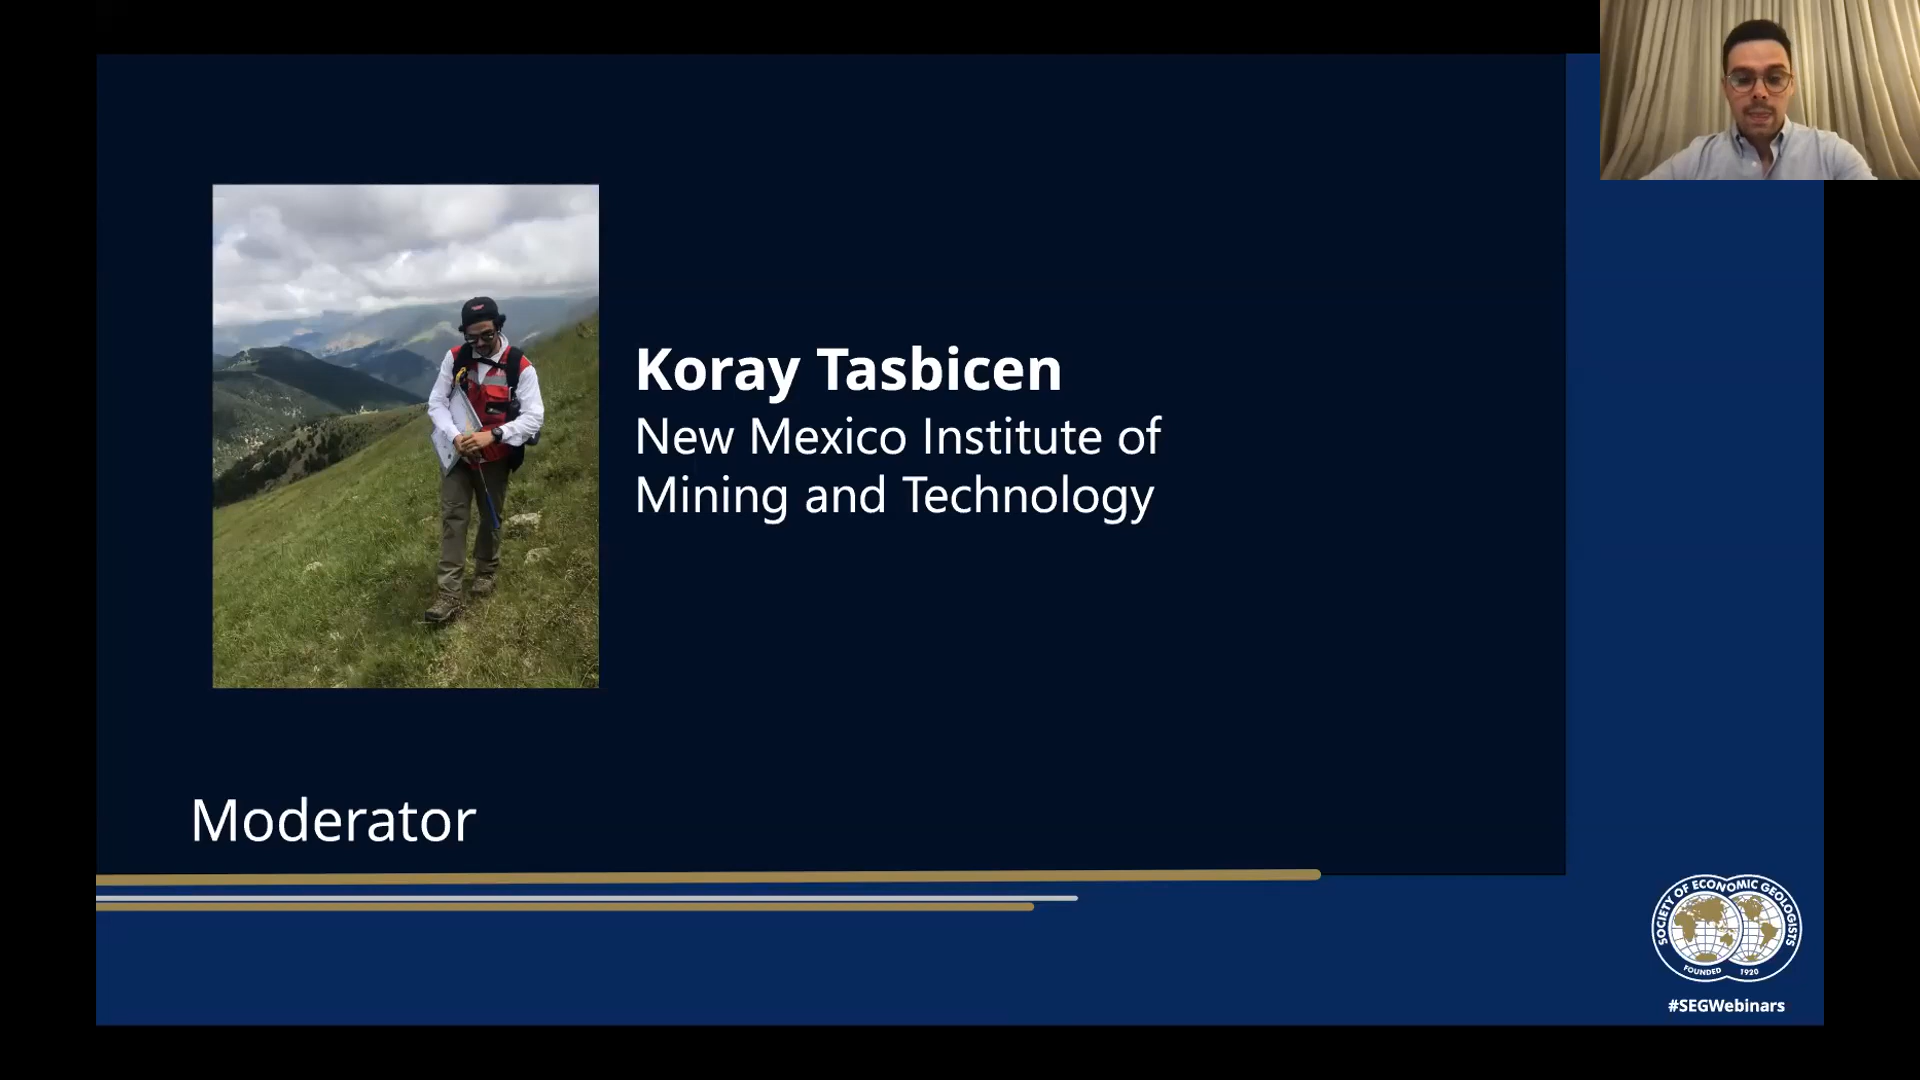 Koray Tasbicen
New Mexico Institute of
Mining and Technology
Moderator
SOCIETY OF ECONOMIC GEOLOGISTS
FOUNDED 1920
#SEGWebinars